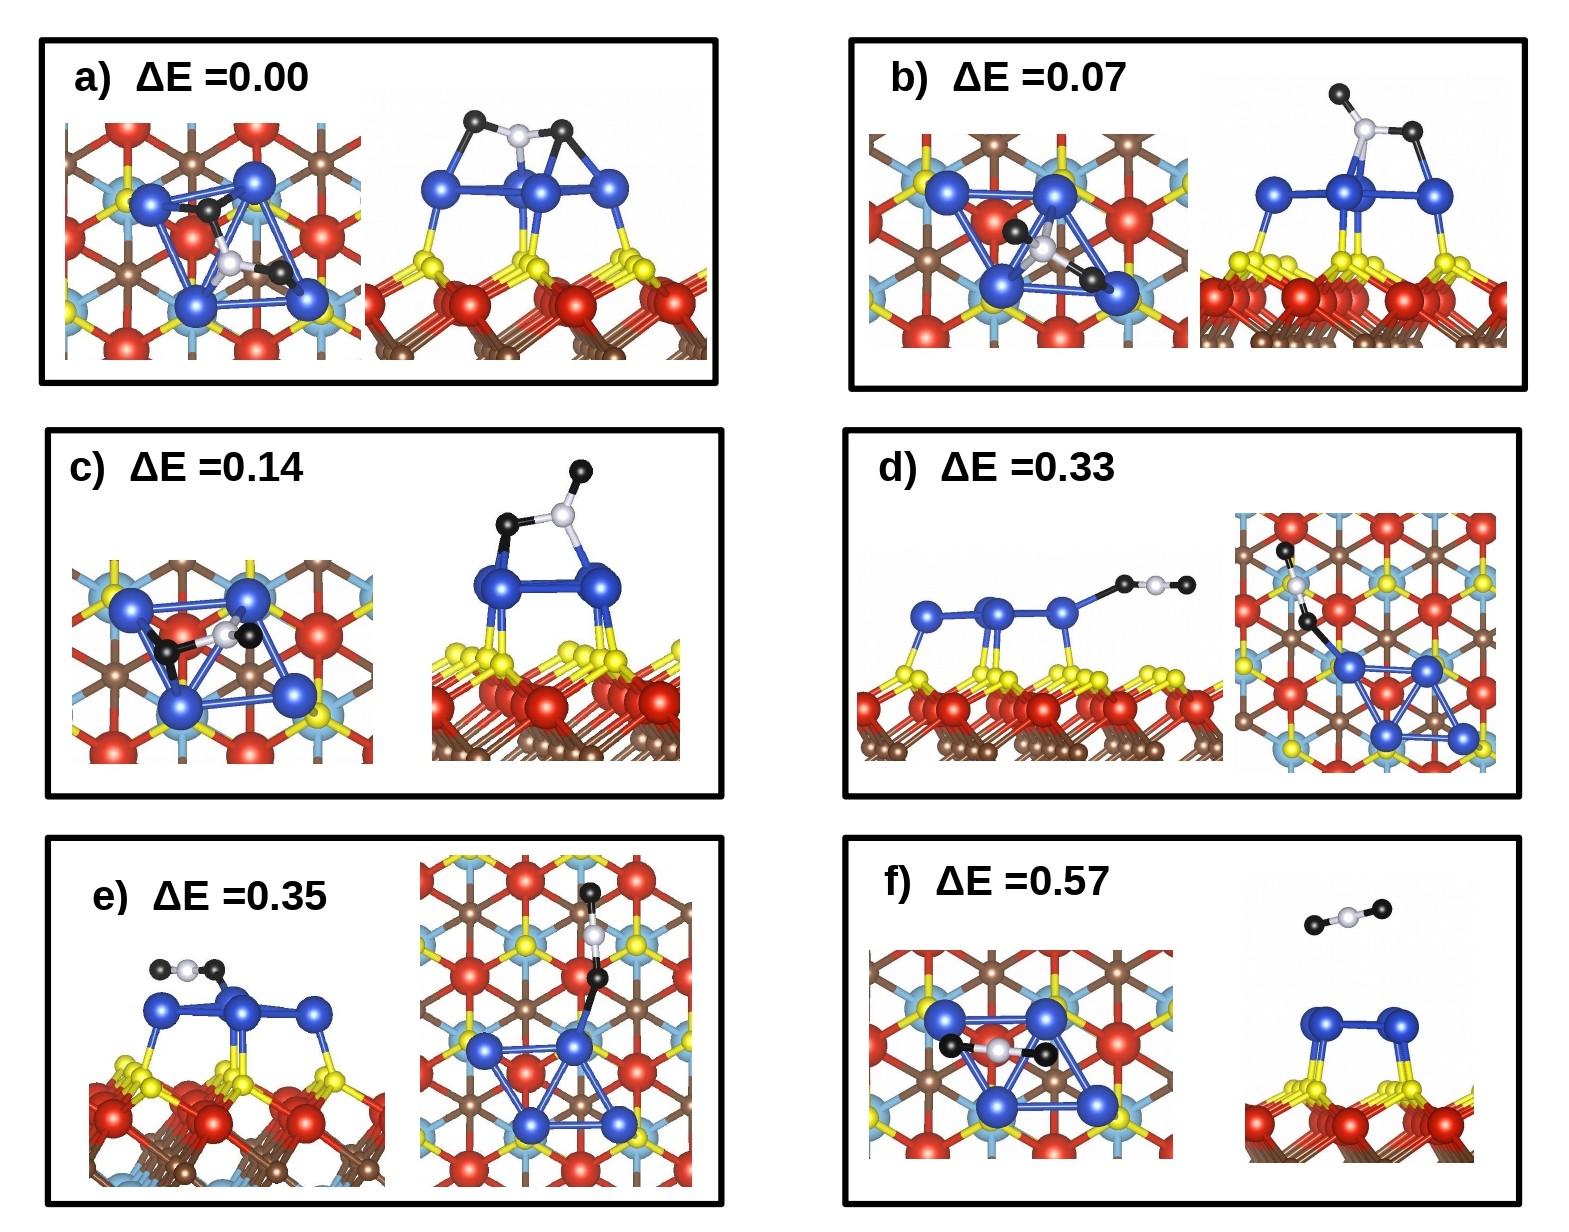 a) ΔE =0.00
b) ΔE =0.07
c) ΔE =0.14
d) ΔE =0.33
e) ΔE =0.35
f) ΔE =0.57